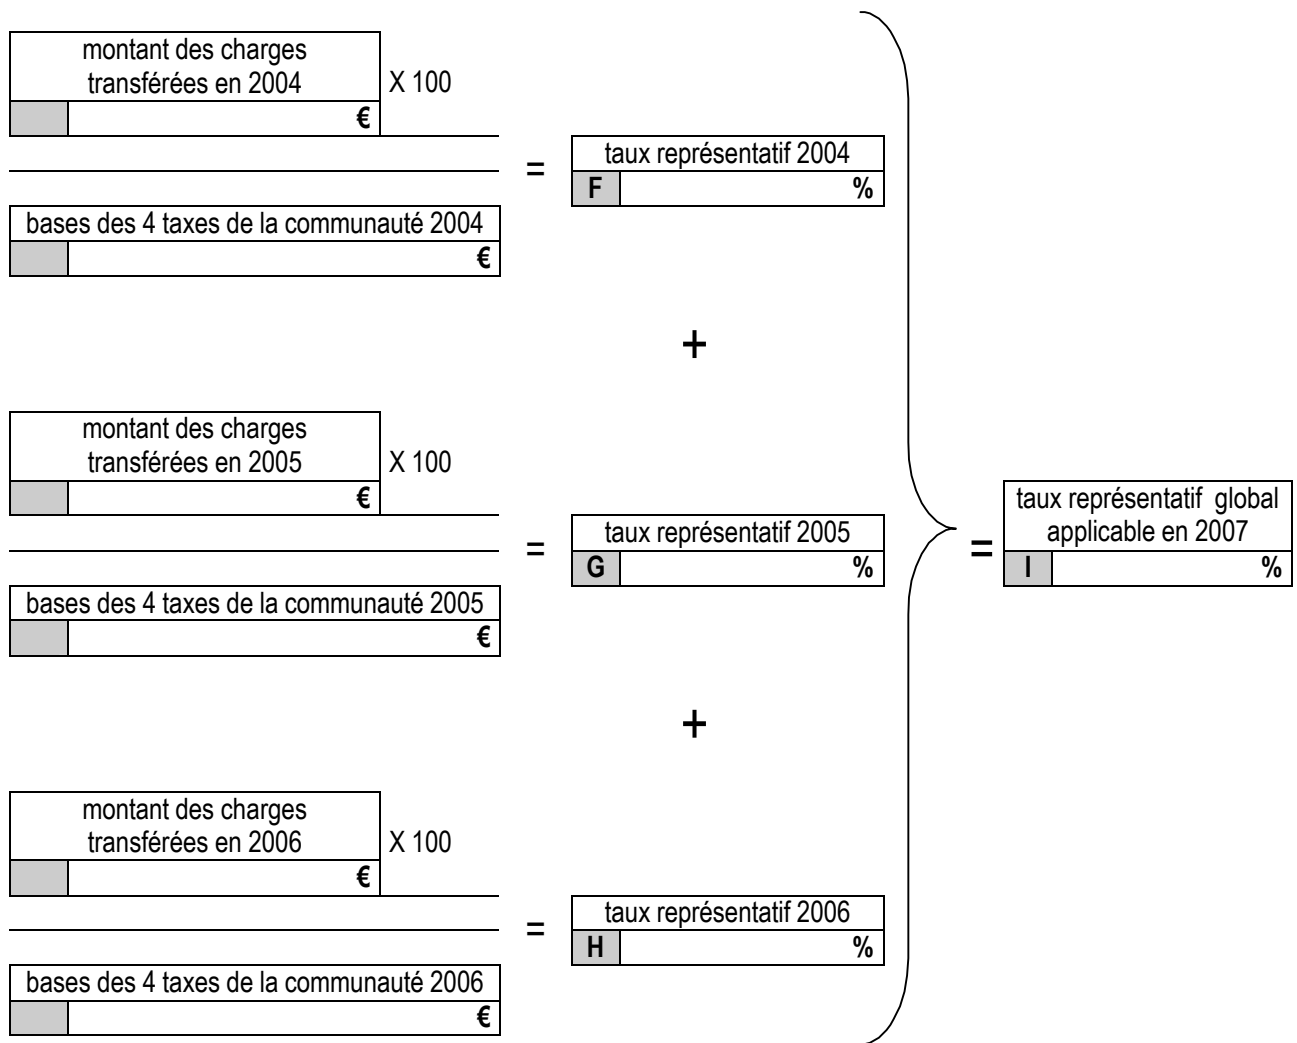 montant des charges
transférées en 2004
X 100
€
= taux représentatif 2004
F %
bases des 4 taxes de la communauté 2004
€
+
montant des charges
transférées en 2005
X 100
€
= taux représentatif 2005
G %
bases des 4 taxes de la communauté 2005
€
= taux représentatif global
applicable en 2007
I %
+
montant des charges
transférées en 2006
X 100
€
= taux représentatif 2006
H %
bases des 4 taxes de la communauté 2006
€